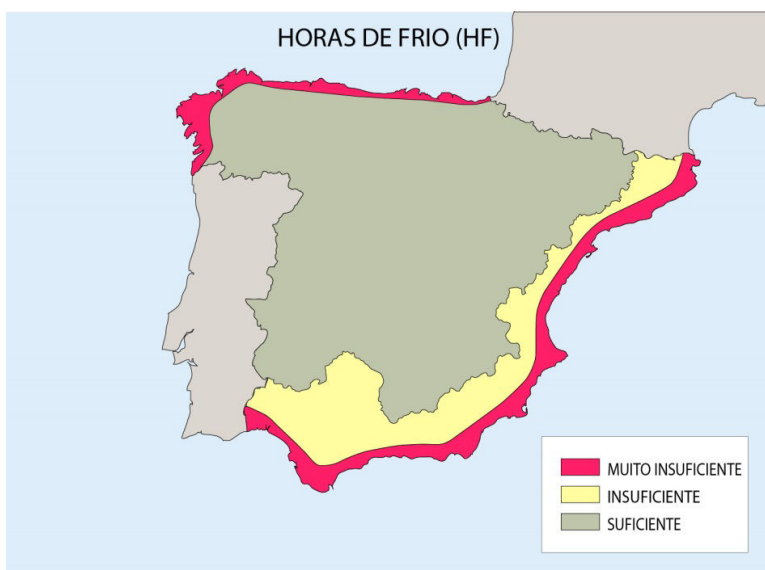 HORAS DE FRIO (HF)
MUITO INSUFICIENTE
INSUFICIENTE
SUFICIENTE